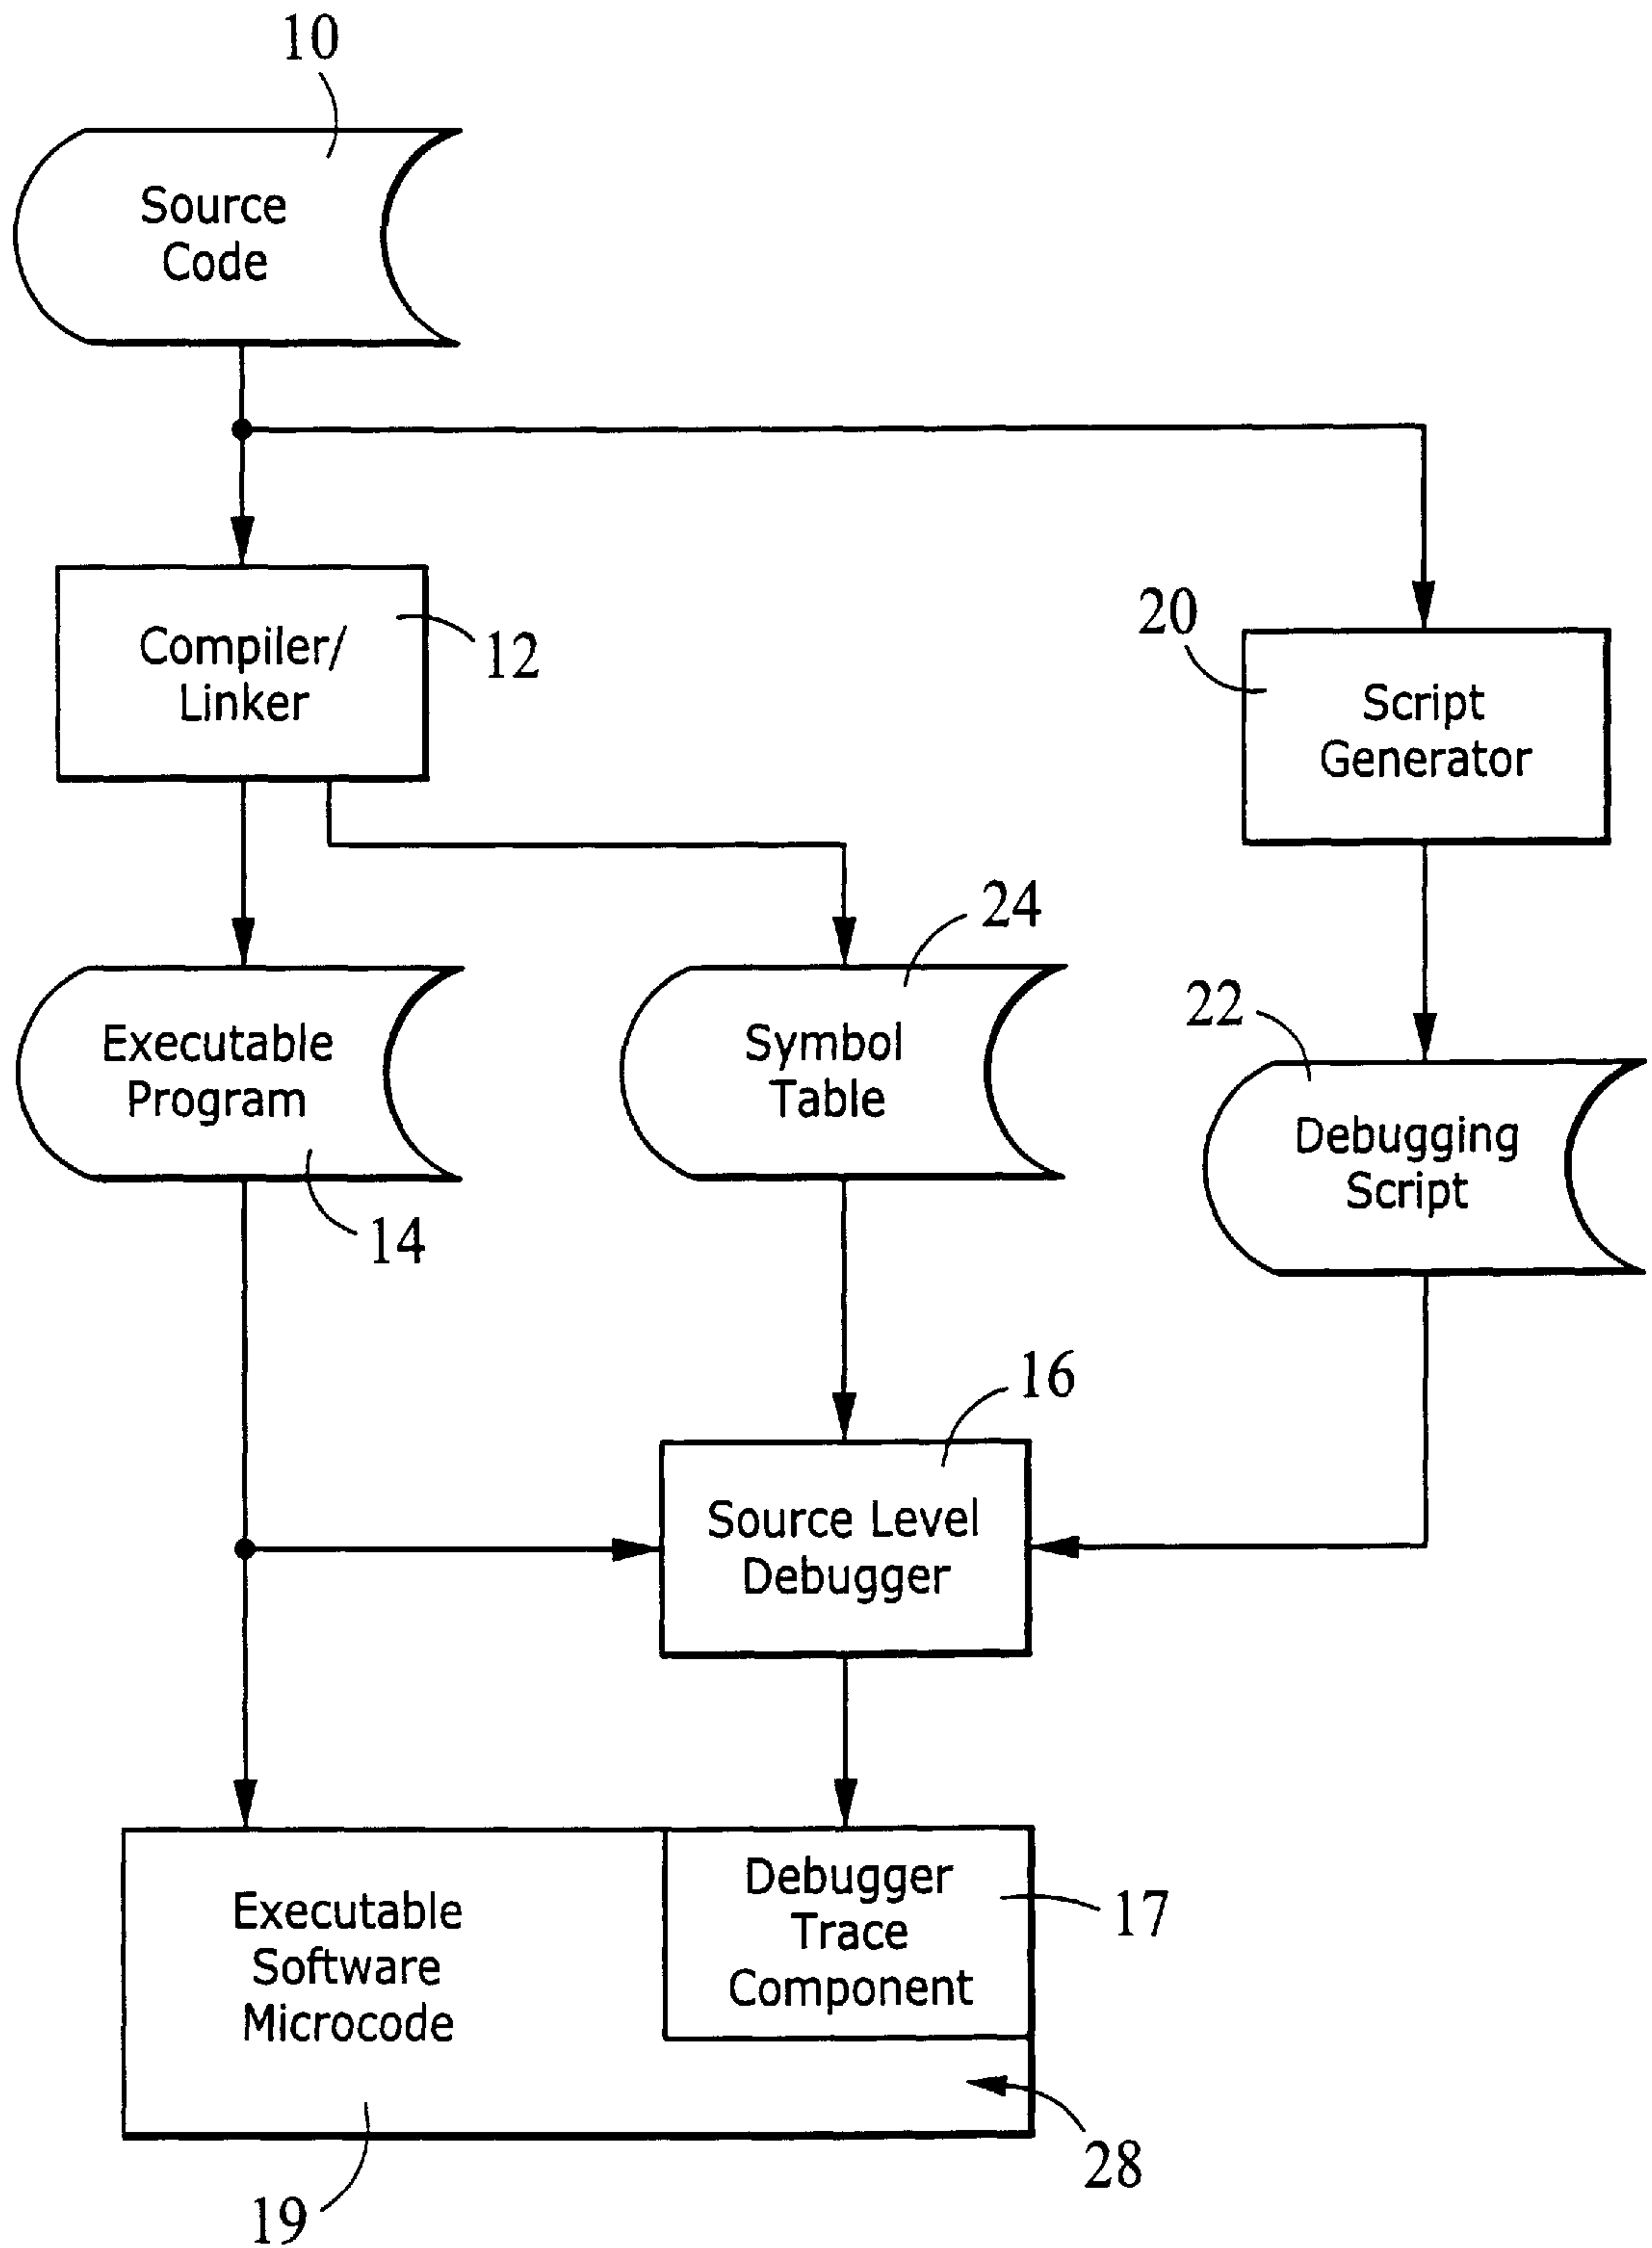 10
Source
Code
Compiler/
Linker
12
20
Script
Generator
24
Executable
Program
14
Symbol
Table
22
Debugging
Script
16
Source Level
Debugger
Executable
Software
Microcode
Debugger
Trace
Component
17
28
19